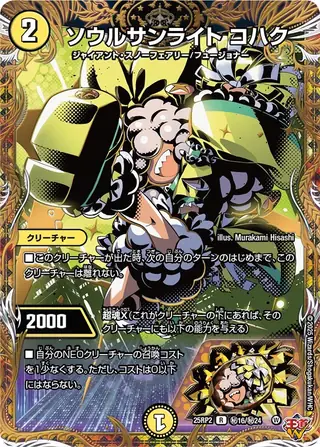 2
ソウルサンライト コハク
ジャイアント・スノーフェアリー/フュージョナー
illus. Murakami Hisashi
クリーチャー
■このクリーチャーが出た時、次の自分のターンのはじめまで、この
クリーチャーは離れない。
2000
超魂X(これがクリーチャーの下にあれば、その
クリーチャーにも以下の能力を与える)
■自分のNEOクリーチャーの召喚コスト
を1少なくする。ただし、コストは0以下
にはならない。
25RP2 R W
1